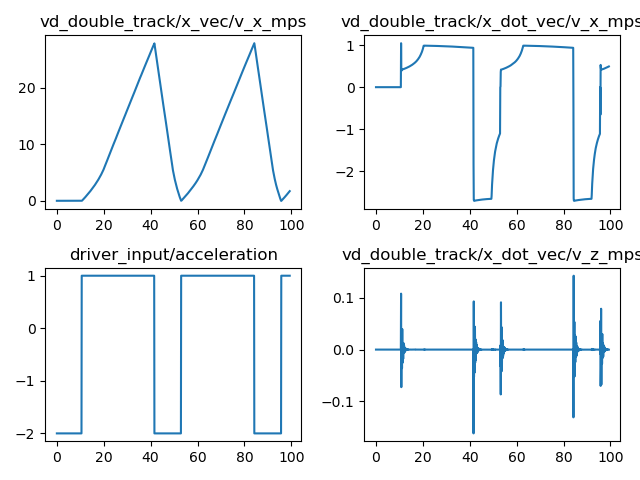 vd_double_track/x_vec/v_x_mps
20
10
0
0 20 40 60 80 100
vd_double_track/x_dot_vec/v_x_mps
1
0
−1
−2
0 20 40 60 80 100
driver_input/acceleration
1
0
−1
−2
0 20 40 60 80 100
vd_double_track/x_dot_vec/v_z_mps
0.1
0.0
−0.1
0 20 40 60 80 100